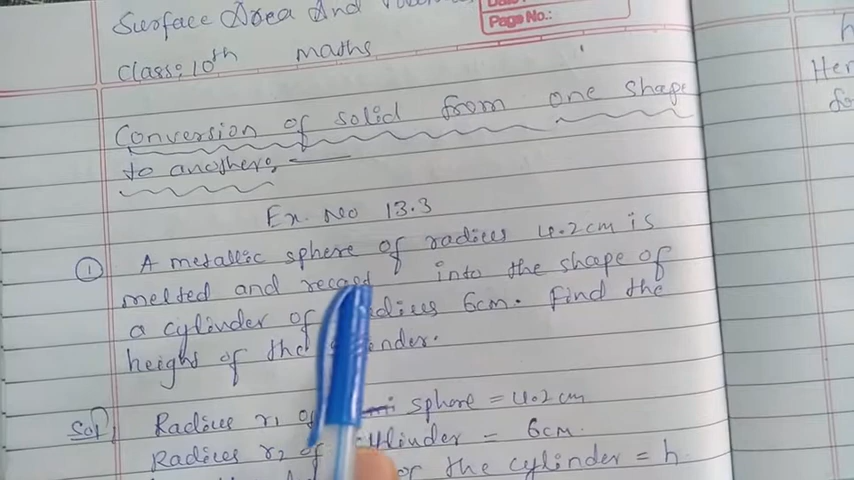 Surface Area And
Page No.:
Class: 10th maths
Conversion of solid from one shape
to another:
Ex. No 13.3
① A metallic sphere of radius 4.2cm is
melted and recast into the shape of
a cylinder of radius 6cm. Find the
height of the
Sol Radius r1 of sphere = 4.2cm
Radius r2 of cylinder = 6cm.
of the cylinder = h
h
Her